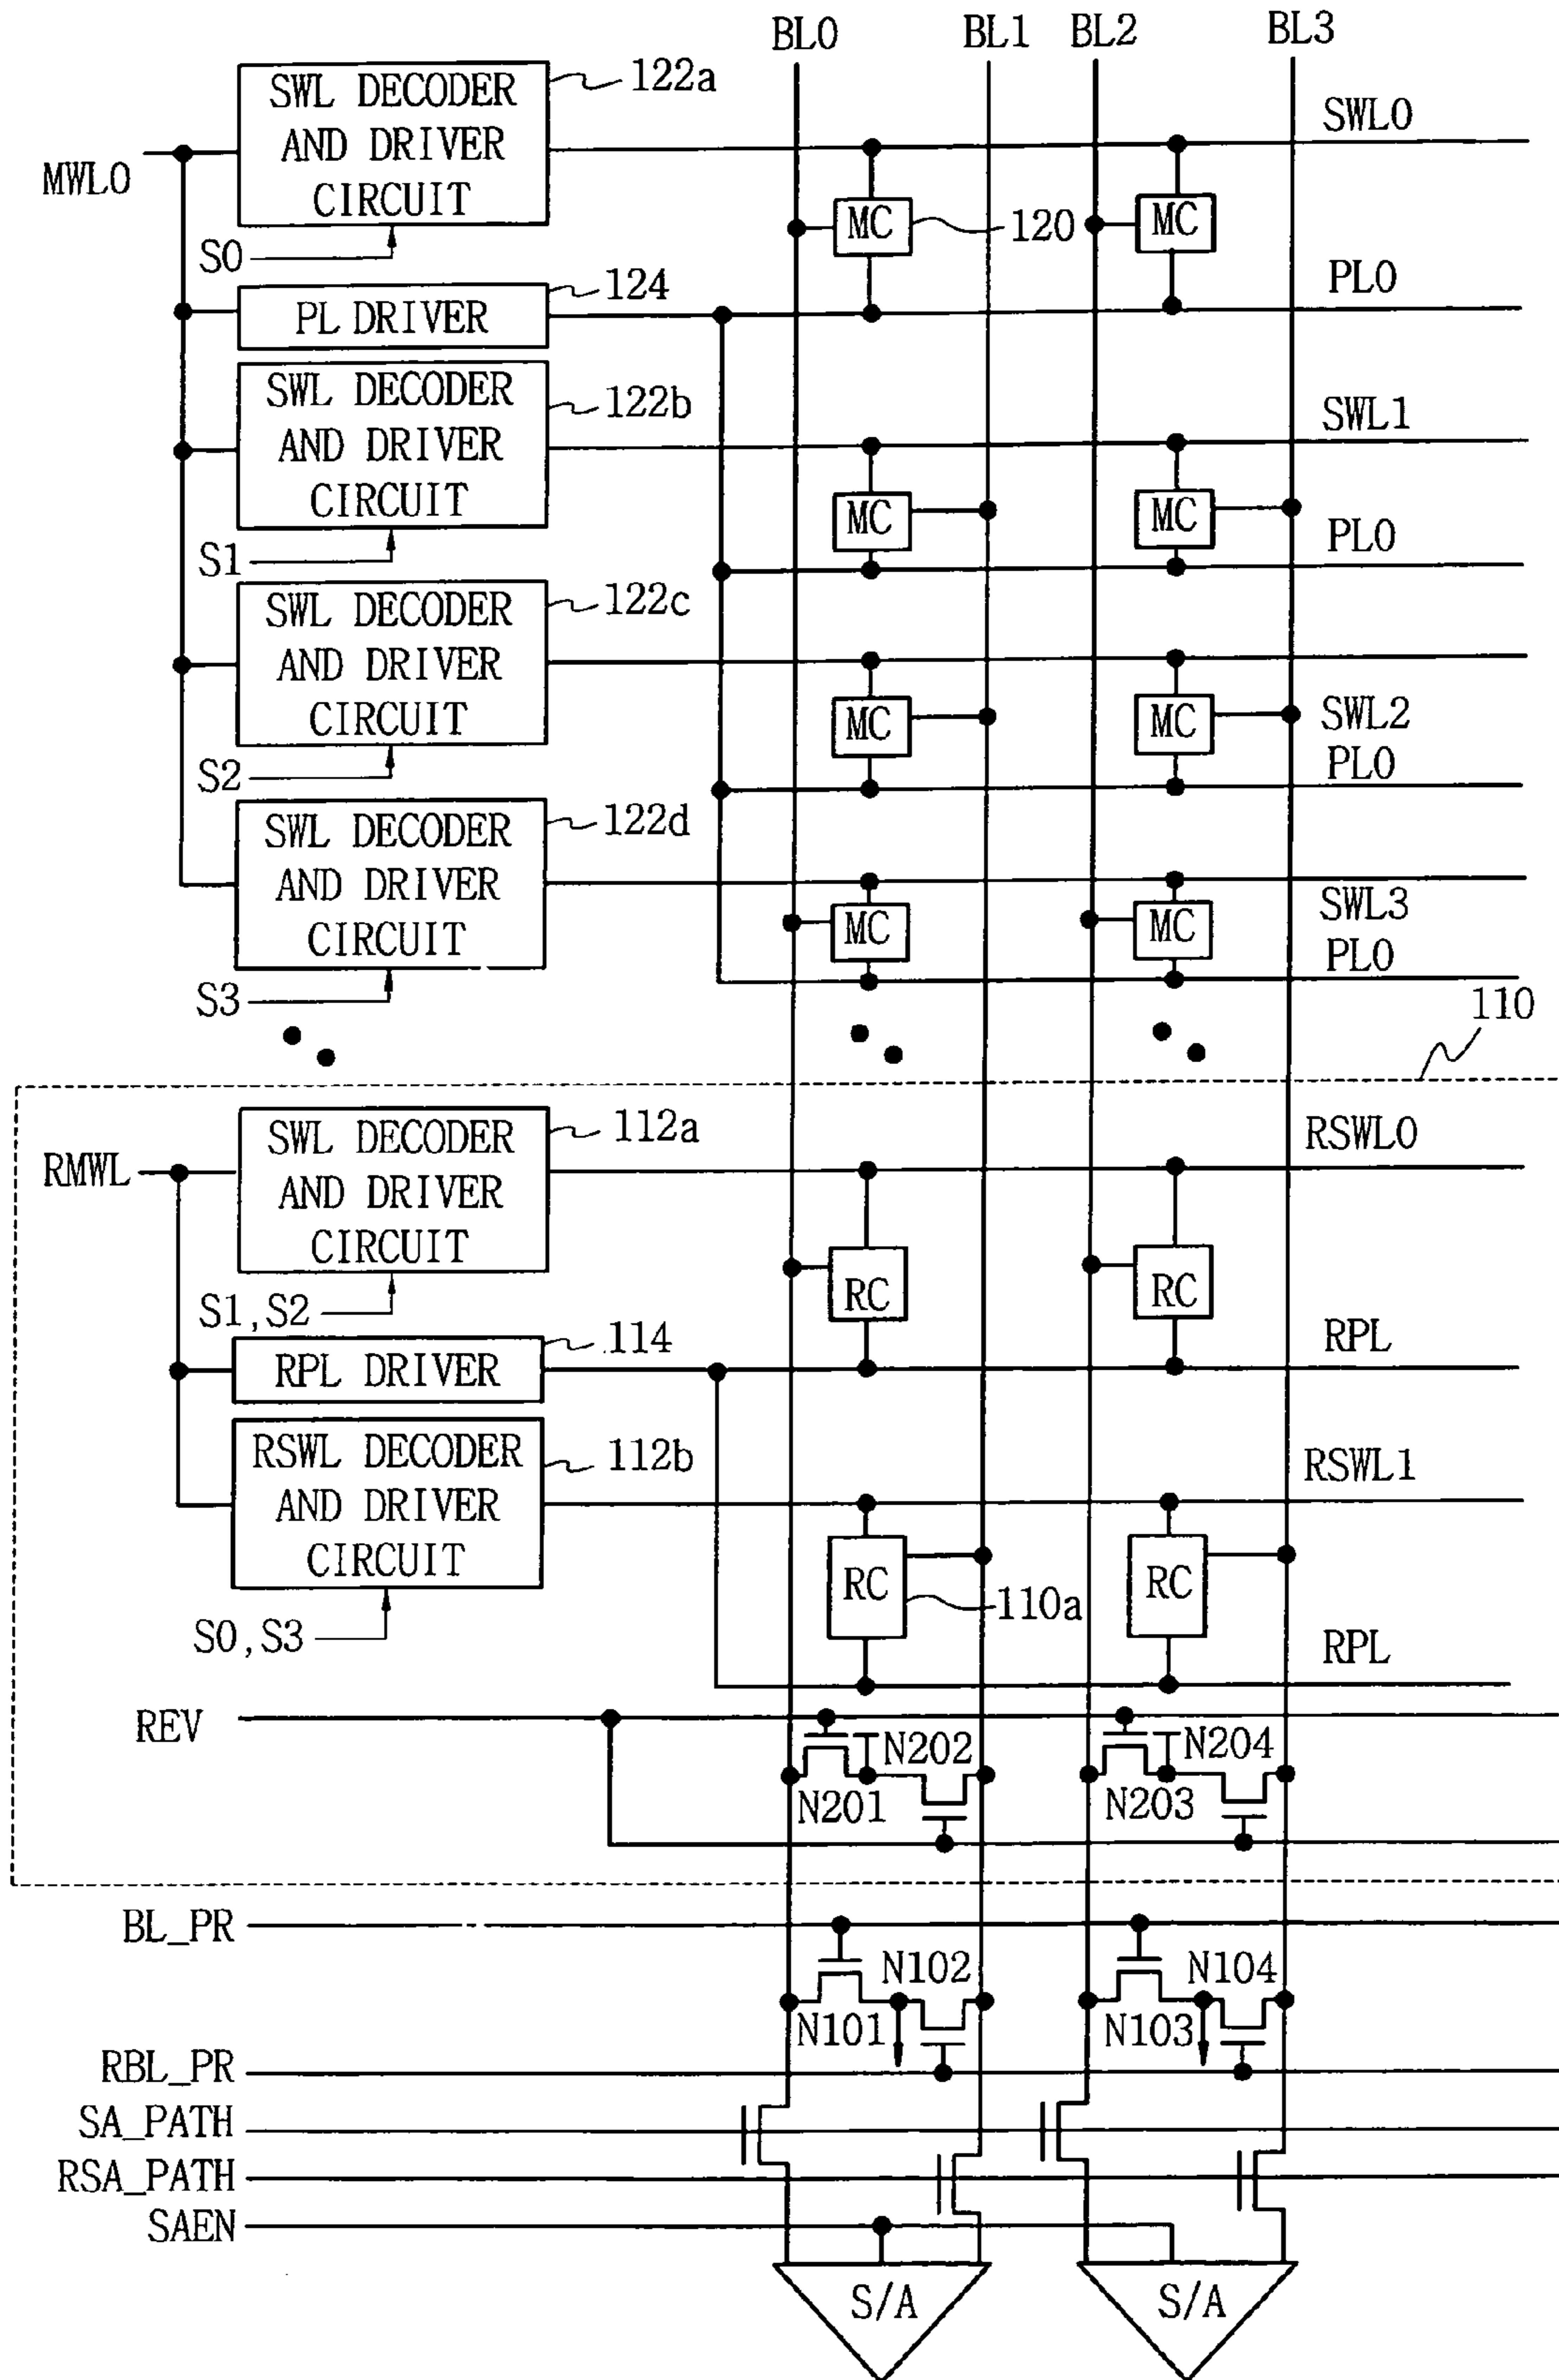 BL0 BL1 BL2 BL3
SWL DECODER
AND DRIVER
CIRCUIT
122a
SWL0
MWL0
MC
120
MC
S0
124
PL0
PL DRIVER
SWL DECODER
AND DRIVER
CIRCUIT
122b
SWL1
MC
MC
PL0
S1
SWL DECODER
AND DRIVER
CIRCUIT
122c
MC
MC
SWL2
S2
PL0
SWL DECODER
AND DRIVER
CIRCUIT
122d
MC
MC
SWL3
PL0
S3
110
SWL DECODER
AND DRIVER
CIRCUIT
112a
RSWL0
RMWL
RC
RC
S1,S2
114
RPL
RPL DRIVER
RSWL DECODER
AND DRIVER
CIRCUIT
112b
RSWL1
RC
110a
RC
S0,S3
RPL
REV
N202
N204
N201
N203
BL_PR
N102
N104
N101
N103
RBL_PR
SA_PATH
RSA_PATH
SAEN
S/A
S/A